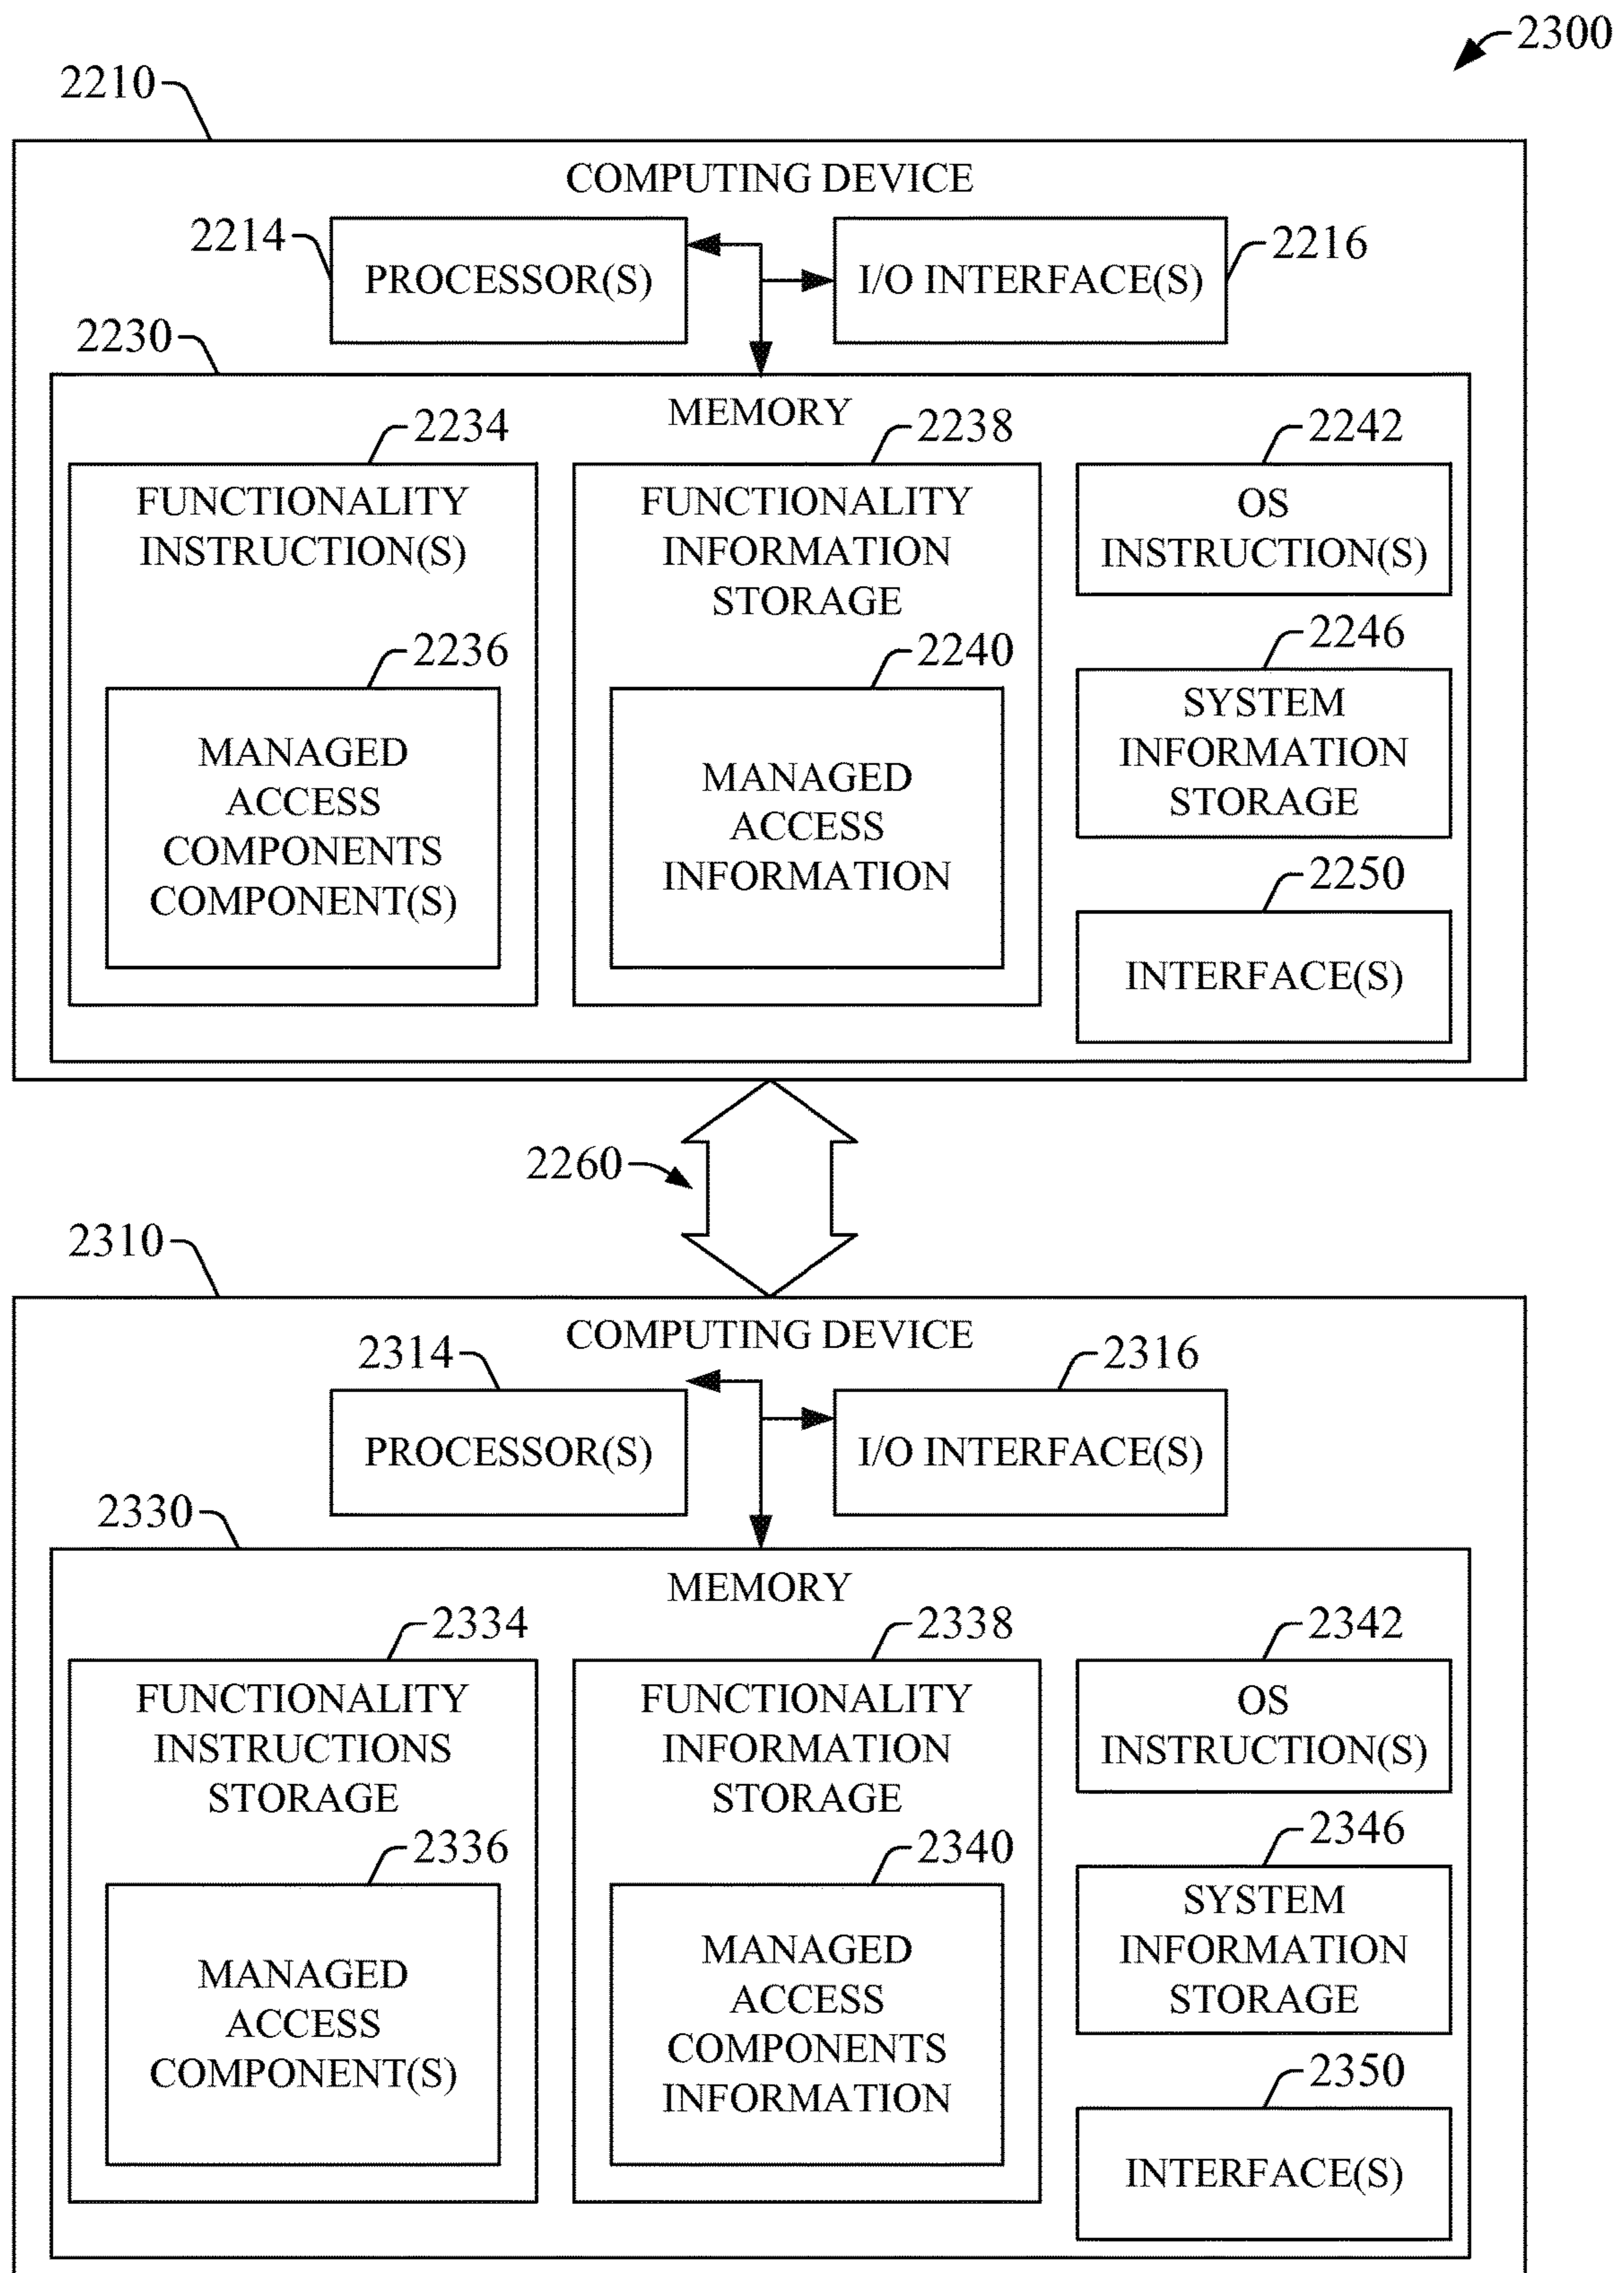 2300
2210
COMPUTING DEVICE
2214
PROCESSOR(S)
I/O INTERFACE(S)
2216
2230
MEMORY
2234
FUNCTIONALITY
INSTRUCTION(S)
2236
MANAGED
ACCESS
COMPONENTS
COMPONENT(S)
2238
FUNCTIONALITY
INFORMATION
STORAGE
2240
MANAGED
ACCESS
INFORMATION
2242
OS
INSTRUCTION(S)
2246
SYSTEM
INFORMATION
STORAGE
2250
INTERFACE(S)
2260
2310
COMPUTING DEVICE
2314
PROCESSOR(S)
2316
I/O INTERFACE(S)
2330
MEMORY
2334
FUNCTIONALITY
INSTRUCTIONS
STORAGE
2336
MANAGED
ACCESS
COMPONENT(S)
2338
FUNCTIONALITY
INFORMATION
STORAGE
2340
MANAGED
ACCESS
COMPONENTS
INFORMATION
2342
OS
INSTRUCTION(S)
2346
SYSTEM
INFORMATION
STORAGE
2350
INTERFACE(S)